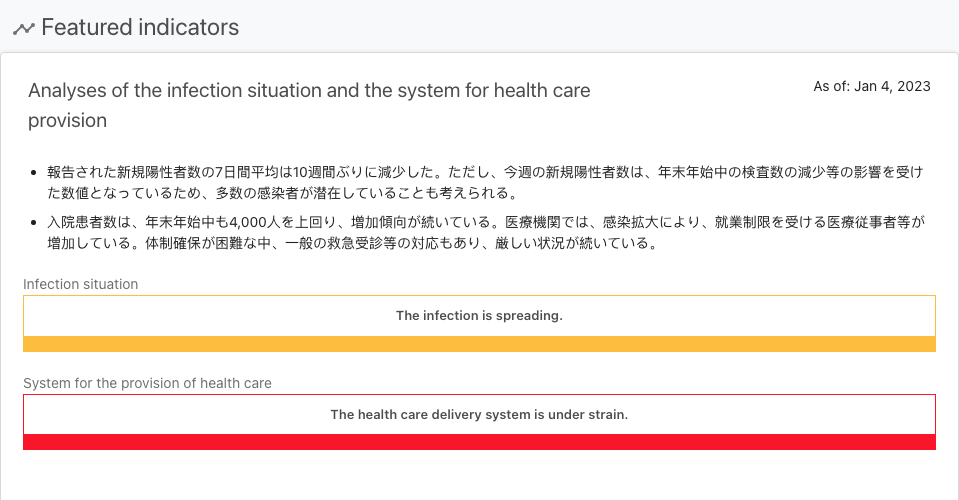 Featured indicators
Analyses of the infection situation and the system for health care
provision
As of: Jan 4, 2023
• 報告された新規陽性者数の7日間平均は10週間ぶりに減少した。ただし、今週の新規陽性者数は、年末年始中の検査数の減少等の影響を受け
た数値となっているため、多数の感染者が潜在していることも考えられる。
• 入院患者数は、年末年始中も4,000人を上回り、増加傾向が続いている。医療機関では、感染拡大により、就業制限を受ける医療従事者等が
増加している。体制確保が困難な中、一般の救急受診等の対応もあり、厳しい状況が続いている。
Infection situation
The infection is spreading.
System for the provision of health care
The health care delivery system is under strain.